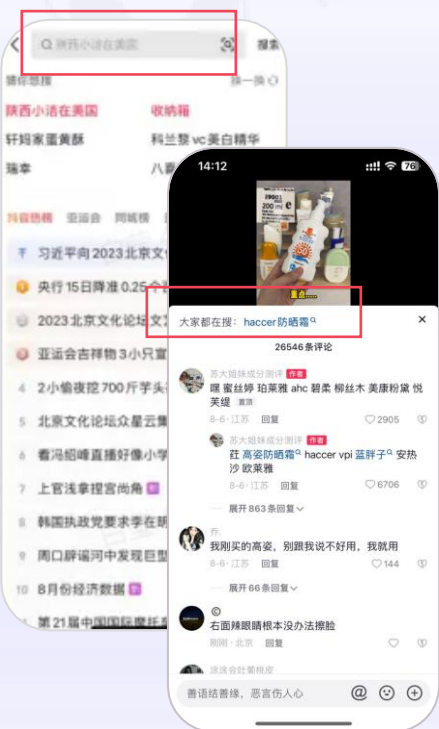 陕西小洁在美国
搜索
猜你想搜
换一换
陕西小洁在美国 收纳箱
轩妈家蛋黄酥 科兰黎vc美白精华
瑞幸 八喜
抖音热榜 亚运会 同城榜
习近平向2023北京文
央行15日降准0.25个
2023北京文化论坛文
亚运会吉祥物3小只宣
4 2小偷夜挖700斤芋头
5 北京文化论坛众星云集
6 看冯绍峰直播好像小学
7 上官浅拿捏宫尚角
8 韩国执政党要求李在明
9 周口辟谣河中发现巨型
10 8月份经济数据
第21届中国国际摩托车
14:12
76
200 ml e
50
重点
大家都在搜:haccer防晒霜
26546条评论
苏大姐妹成分测评 作者
嘿 蜜丝婷 珀莱雅 ahc 碧柔 柳丝木 美康粉黛 悦
芙缇 置顶
8-6·江苏 回复
2905
苏大姐妹成分测评 作者
荭 高姿防晒霜 haccer vpi 蓝胖子 安热
沙 欧莱雅
8-6·江苏 回复
6706
展开863条回复
乔.
我刚买的高姿,别跟我说不好用,我就用
8-6·江苏 回复
144
展开66条回复
©
右面辣眼睛根本没办法擦脸
刚刚·北京 回复
善语结善缘,恶言伤人心
@